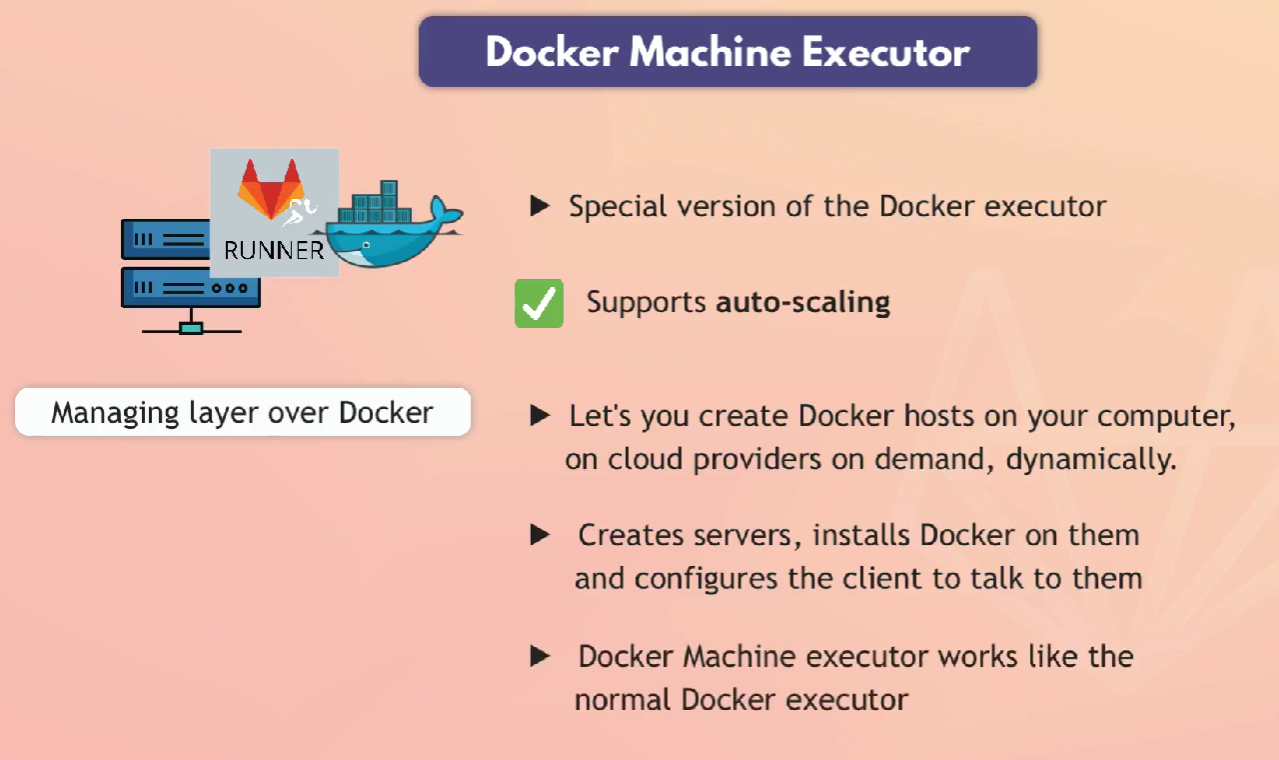 Docker Machine Executor
RUNNER
Managing layer over Docker
▶ Special version of the Docker executor
✅ Supports auto-scaling
▶ Let's you create Docker hosts on your computer,
on cloud providers on demand, dynamically.
▶ Creates servers, installs Docker on them
and configures the client to talk to them
▶ Docker Machine executor works like the
normal Docker executor